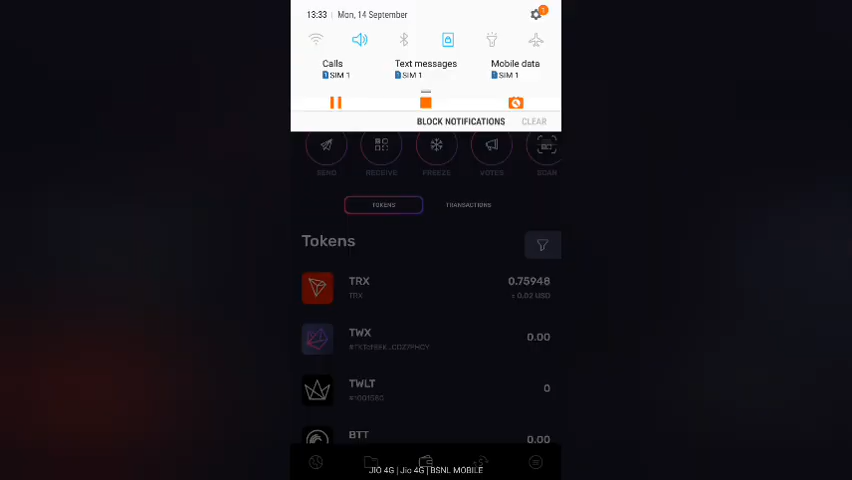 13:33 Mon, 14 September
1
Calls
SIM 1
Text messages
SIM 1
Mobile data
SIM 1
BLOCK NOTIFICATIONS CLEAR
SEND RECEIVE FREEZE VOTES SCAN
TOKENS TRANSACTIONS
Tokens
TRX 0.75948
TRX ± 0.02 USD
TWX 0.00
TWLT 0
BTT 0.00
JIO 4G | Jio 4G | BSNL MOBILE